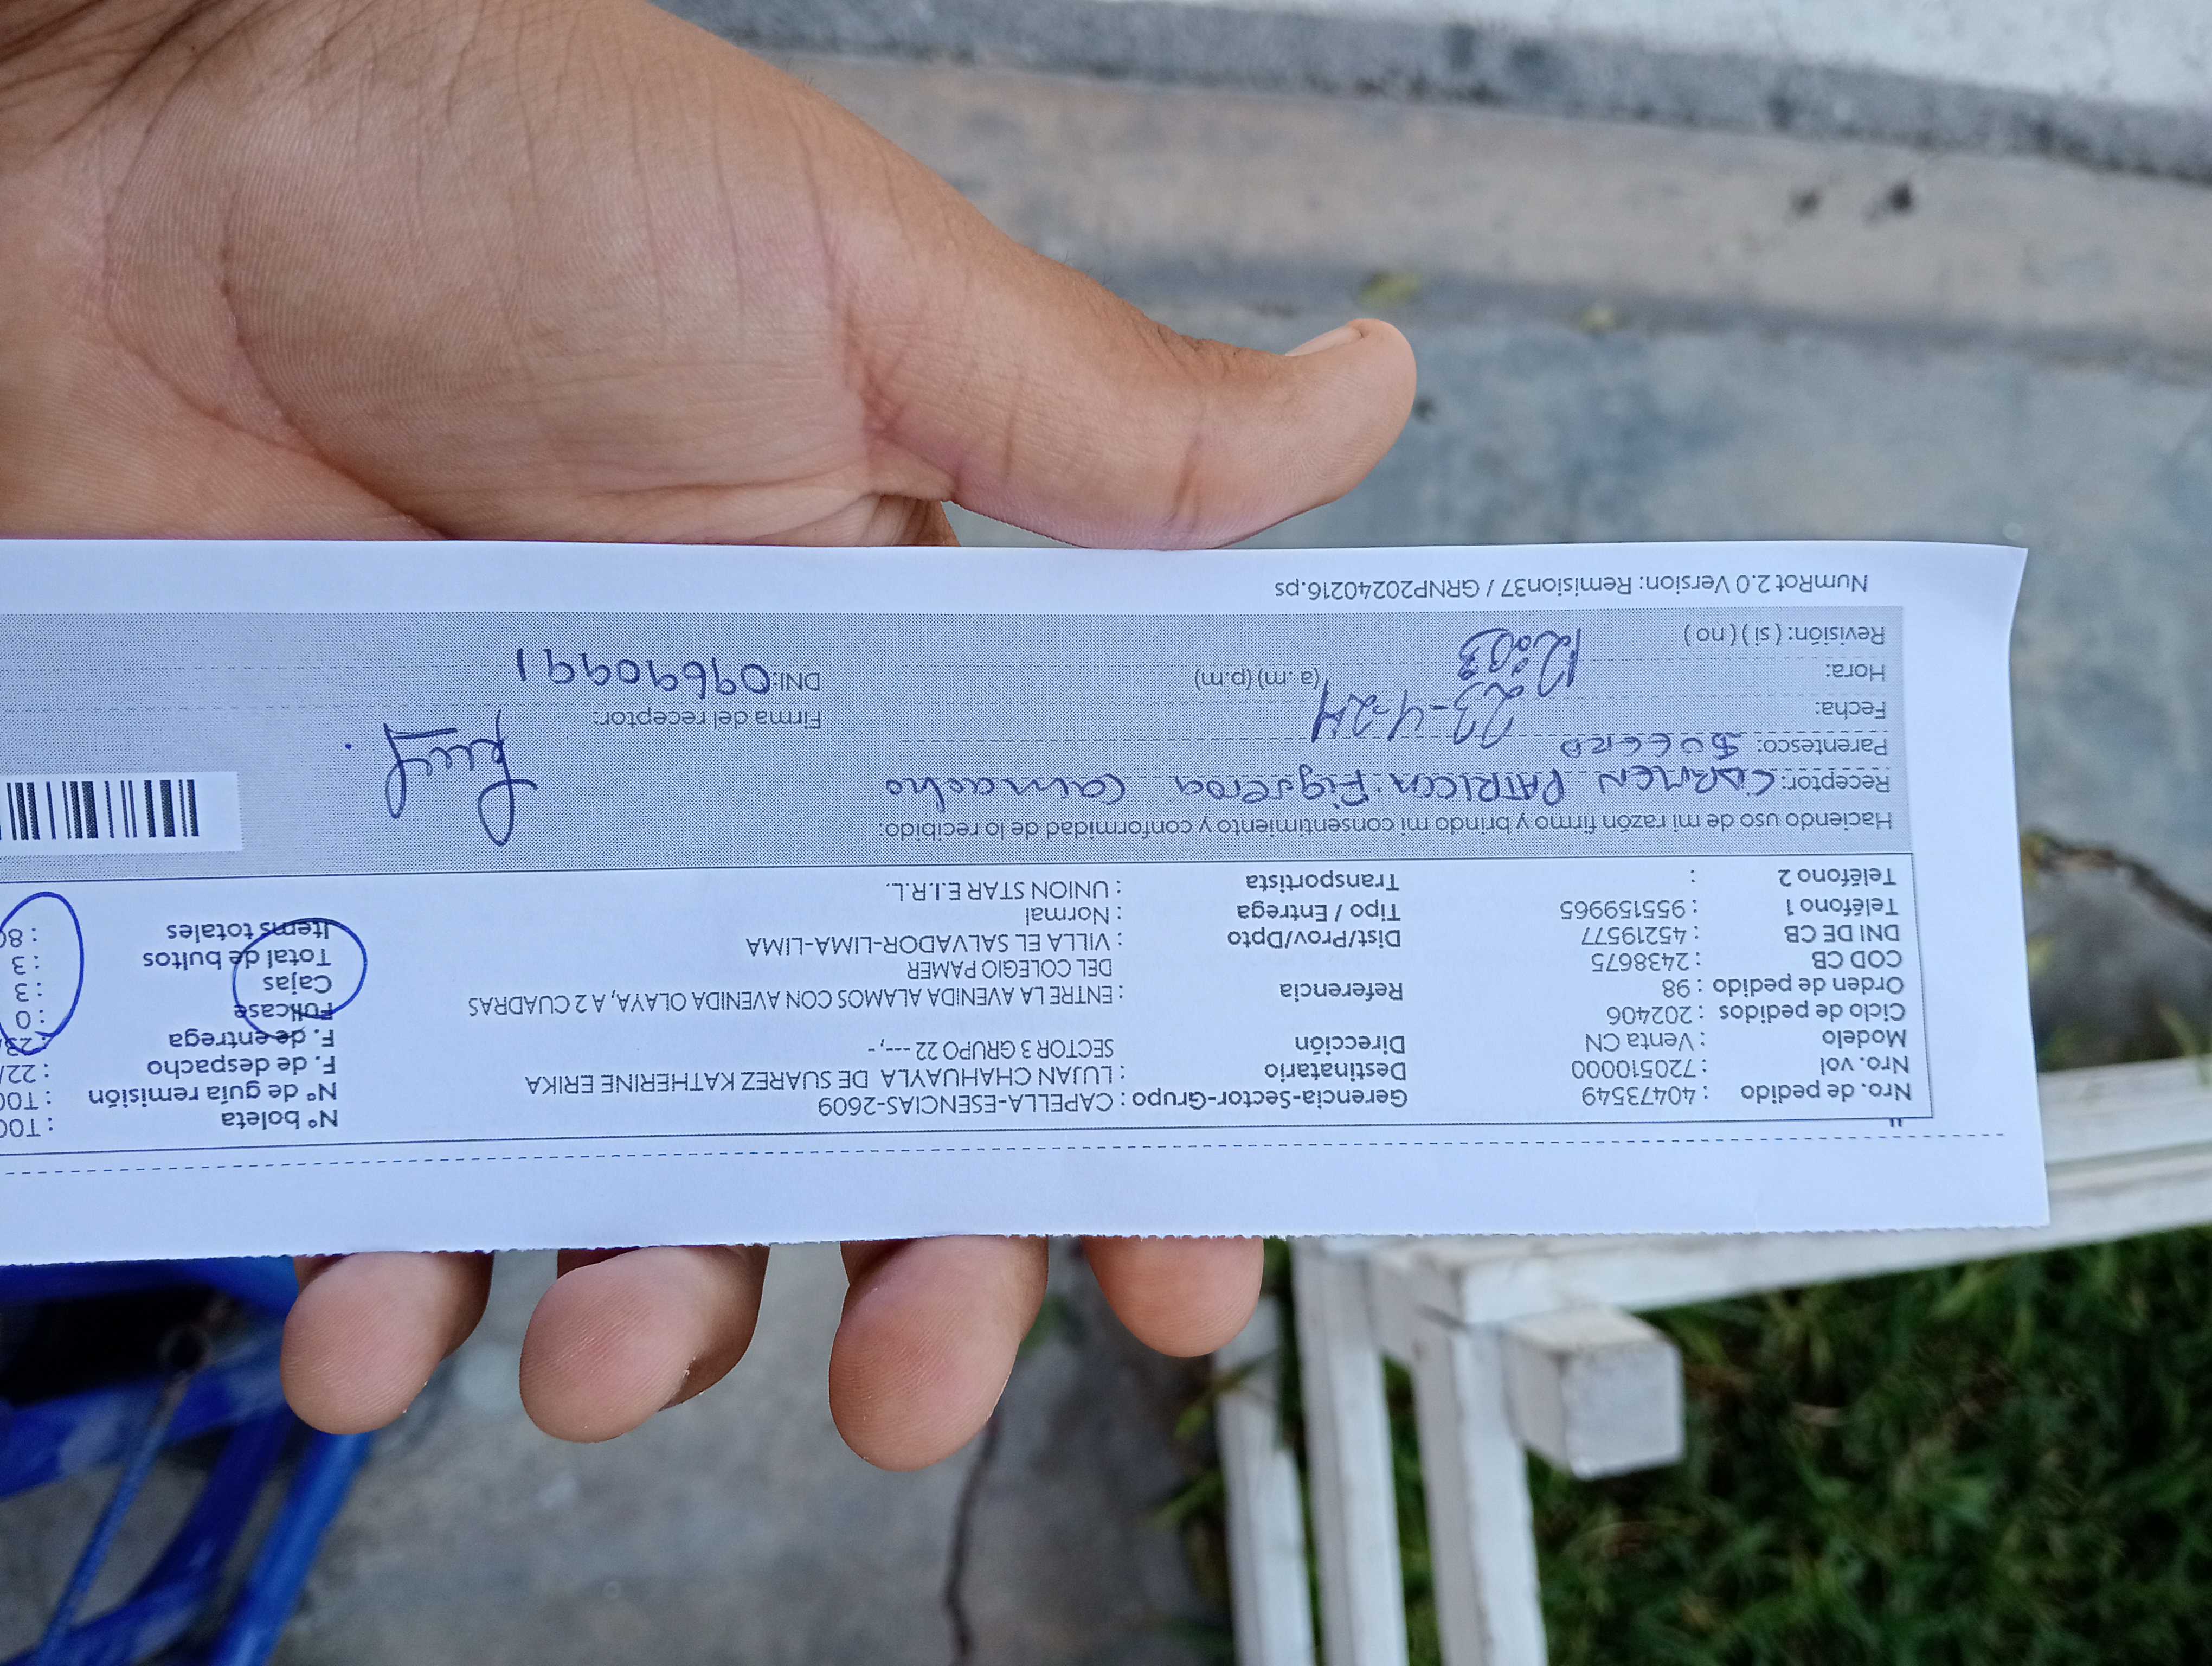 Nro. de pedido : 40473549 Gerencia-Sector-Grupo : CAPELLA-ESENCIAS-2609 N° boleta : T00
Nro. vol : 720510000 Destinatario : LUJAN CHAHUAYLA DE SUAREZ KATHERINE ERIKA N° de guía remisión : T00
Modelo : Venta CN Dirección SECTOR 3 GRUPO 22 ---, - F. de despacho : 22/
Ciclo de pedidos : 202406 F. de entrega : 23/
Orden de pedido : 98 Referencia : ENTRE LA AVENIDA ALAMOS CON AVENIDA OLAYA, A 2 CUADRAS Fullcase : 0
COD CB : 2438675 DEL COLEGIO PAMER Cajas : 3
DNI DE CB : 45219577 Dist/Prov/Dpto : VILLA EL SALVADOR-LIMA-LIMA Total de bultos : 3
Teléfono 1 : 955159965 Tipo / Entrega : Normal Items totales : 80
Teléfono 2 : Transportista : UNION STAR E.I.R.L.
Haciendo uso de mi razón firmo y brindo mi consentimiento y conformidad de lo recibido.
Receptor: CARMEN PATRICIA Figueroa Camacho
Parentesco: SUEGRA
Fecha: 23-4-24 Firma del receptor:
Hora: 12:03 (a. m) (p.m) DNI: 09690991
Revisión: ( si ) ( no )
NumRot 2.0 Version: Remision37 / GRNP20240216.ps